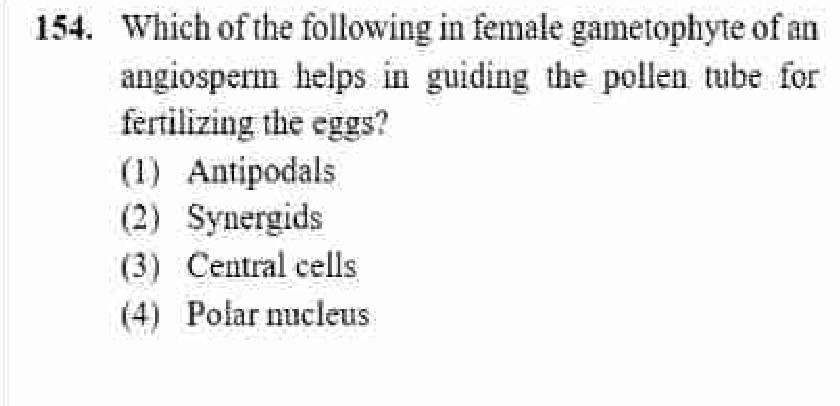 154. Which of the following in female gametophyte of an
angiosperm helps in guiding the pollen tube for
fertilizing the eggs?
(1) Antipodals
(2) Synergids
(3) Central cells
(4) Polar nucleus